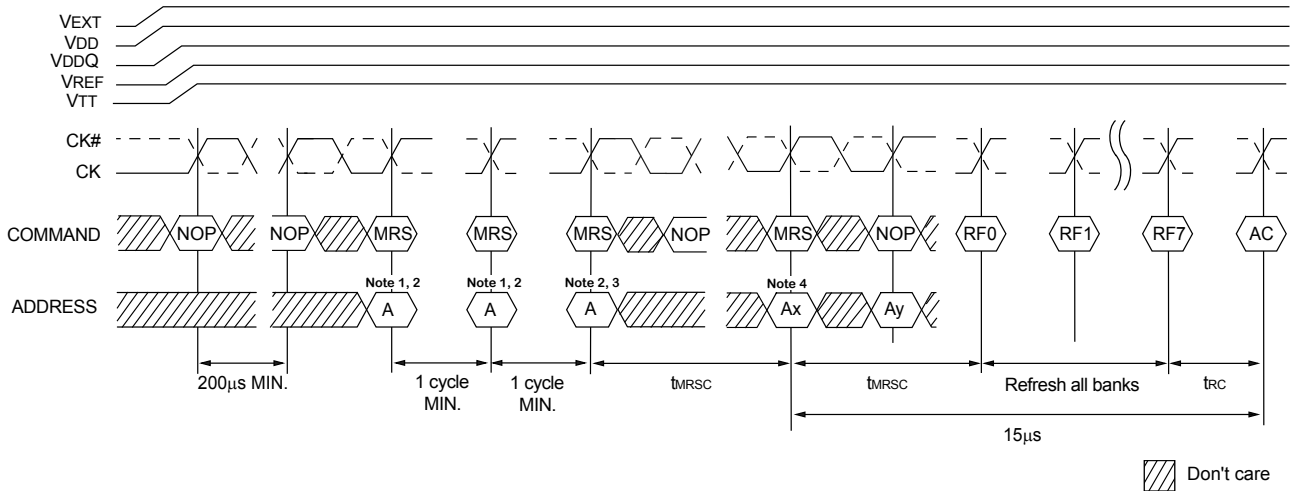 VEXT
VDD
VDDQ
VREF
VTT
CK#
CK
COMMAND NOP NOP MRS MRS MRS NOP MRS NOP RF0 RF1 RF7 AC
Note 1, 2 Note 1, 2 Note 2, 3 Note 4
ADDRESS A A A Ax Ay
200μs MIN. 1 cycle MIN. 1 cycle MIN. tMRSC tMRSC Refresh all banks tRC
15μs
Don't care